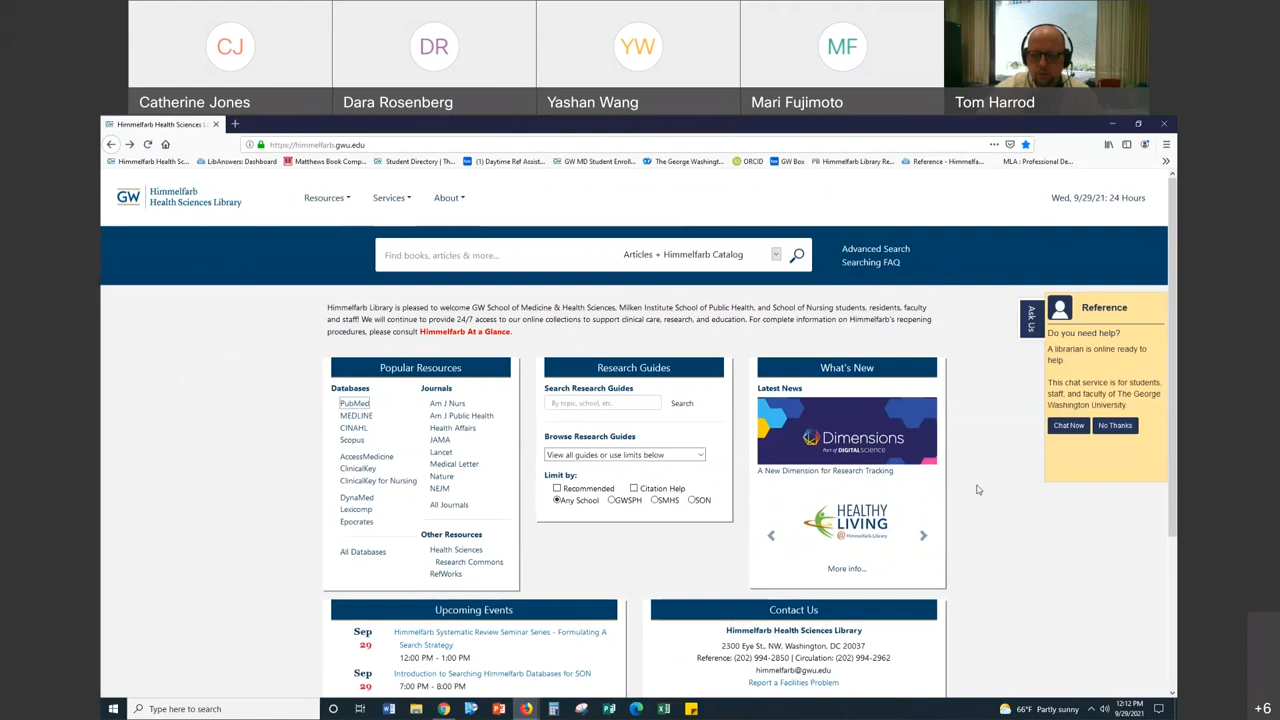 CJ
DR
YW
MF
Catherine Jones
Dara Rosenberg
Yashan Wang
Mari Fujimoto
Tom Harrod
Himmelfarb Health Sciences Li
https://himmelfarb.gwu.edu
Himmelfarb Health Sc...
LibAnswers: Dashboard
Matthews Book Comp...
Student Directory | Th...
(1) Daytime Ref Assist...
GW MD Student Enroll...
The George Washingt...
ORCID
GW Box
Himmelfarb Library Re...
Reference - Himmelfa...
MLA : Professional De...
GW
Himmelfarb
Health Sciences Library
Resources
Services
About
Wed, 9/29/21: 24 Hours
Find books, articles & more...
Articles + Himmelfarb Catalog
Advanced Search
Searching FAQ
Himmelfarb Library is pleased to welcome GW School of Medicine & Health Sciences, Milken Institute School of Public Health, and School of Nursing students, residents, faculty
and staff! We will continue to provide 24/7 access to our online collections to support clinical care, research, and education. For complete information on Himmelfarb's reopening
procedures, please consult Himmelfarb At a Glance.
Ask Us
Reference
Do you need help?
A librarian is online ready to
help.
This chat service is for students,
staff, and faculty of The George
Washington University.
Chat Now
No Thanks
Popular Resources
Databases
PubMed
MEDLINE
CINAHL
Scopus
AccessMedicine
ClinicalKey
ClinicalKey for Nursing
DynaMed
Lexicomp
Epocrates
All Databases
Journals
Am J Nurs
Am J Public Health
Health Affairs
JAMA
Lancet
Medical Letter
Nature
NEJM
All Journals
Other Resources
Health Sciences
Research Commons
RefWorks
Research Guides
Search Research Guides
By topic, school, etc.
Search
Browse Research Guides
View all guides or use limits below
Limit by:
Recommended
Citation Help
Any School
GWSPH
SMHS
SON
What's New
Latest News
Dimensions
Part of DIGITAL science
A New Dimension for Research Tracking
HEALTHY
LIVING
@ Himmelfarb Library
More info...
Upcoming Events
Sep
29
Himmelfarb Systematic Review Seminar Series - Formulating A
Search Strategy
12:00 PM - 1:00 PM
Sep
29
Introduction to Searching Himmelfarb Databases for SON
7:00 PM - 8:00 PM
Contact Us
Himmelfarb Health Sciences Library
2300 Eye St., NW, Washington, DC 20037
Reference: (202) 994-2850 | Circulation: (202) 994-2962
himmelfarb@gwu.edu
Report a Facilities Problem
Type here to search
66°F Partly sunny
12:12 PM
9/29/2021
+6